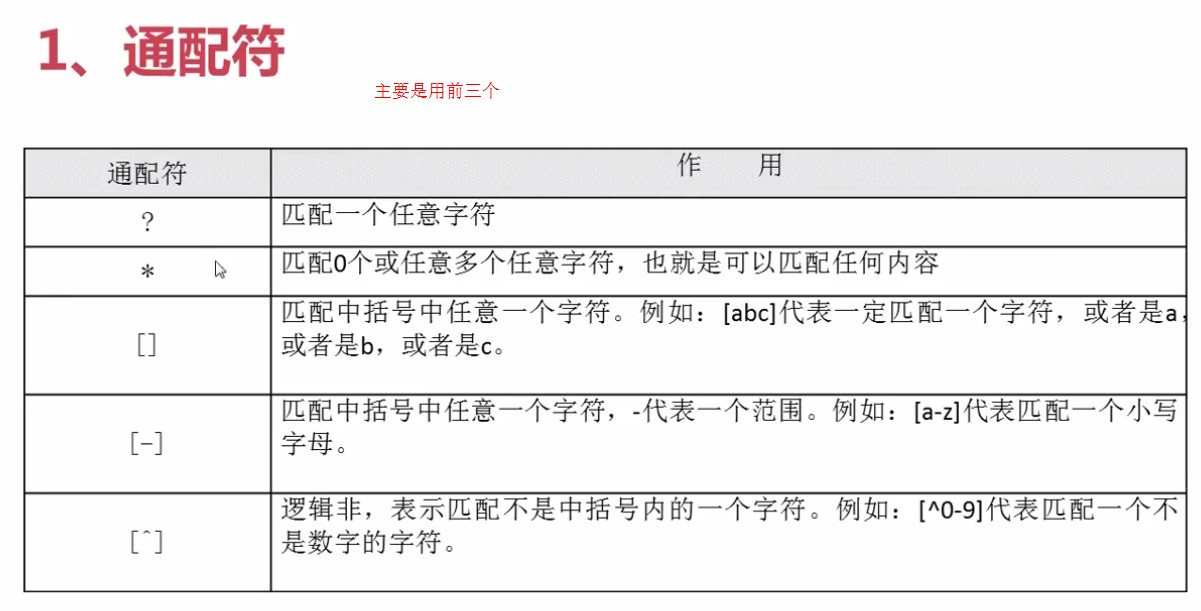 1、通配符
主要是用前三个
通配符 作 用
? 匹配一个任意字符
* 匹配0个或任意多个任意字符，也就是可以匹配任何内容
[] 匹配中括号中任意一个字符。例如：[abc]代表一定匹配一个字符，或者是a，
或者是b，或者是c。
[-] 匹配中括号中任意一个字符，-代表一个范围。例如：[a-z]代表匹配一个小写
字母。
[^] 逻辑非，表示匹配不是中括号内的一个字符。例如：[^0-9]代表匹配一个不
是数字的字符。